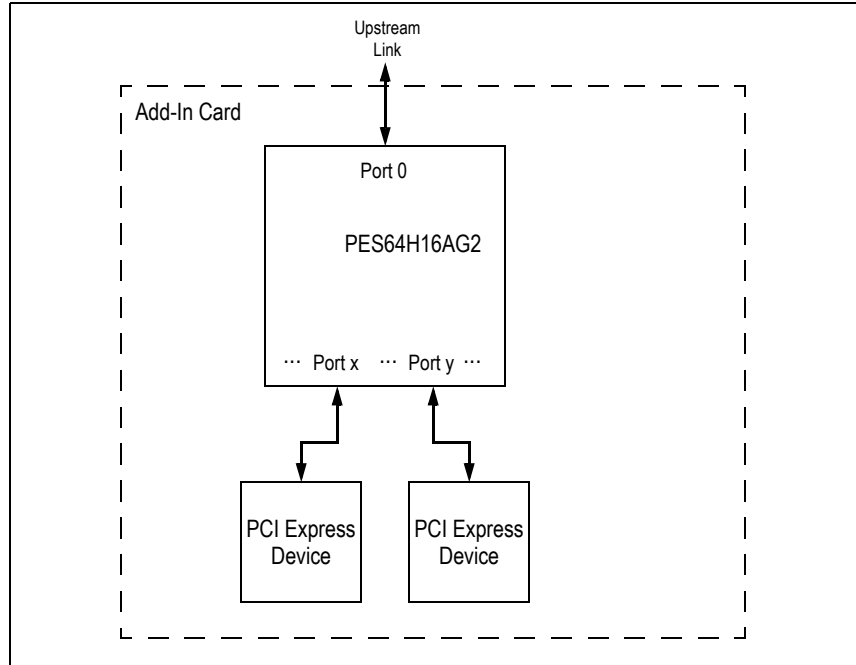 Upstream
Link
Add-In Card
Port 0
PES64H16AG2
··· Port x ··· Port y ···
PCI Express
Device
PCI Express
Device